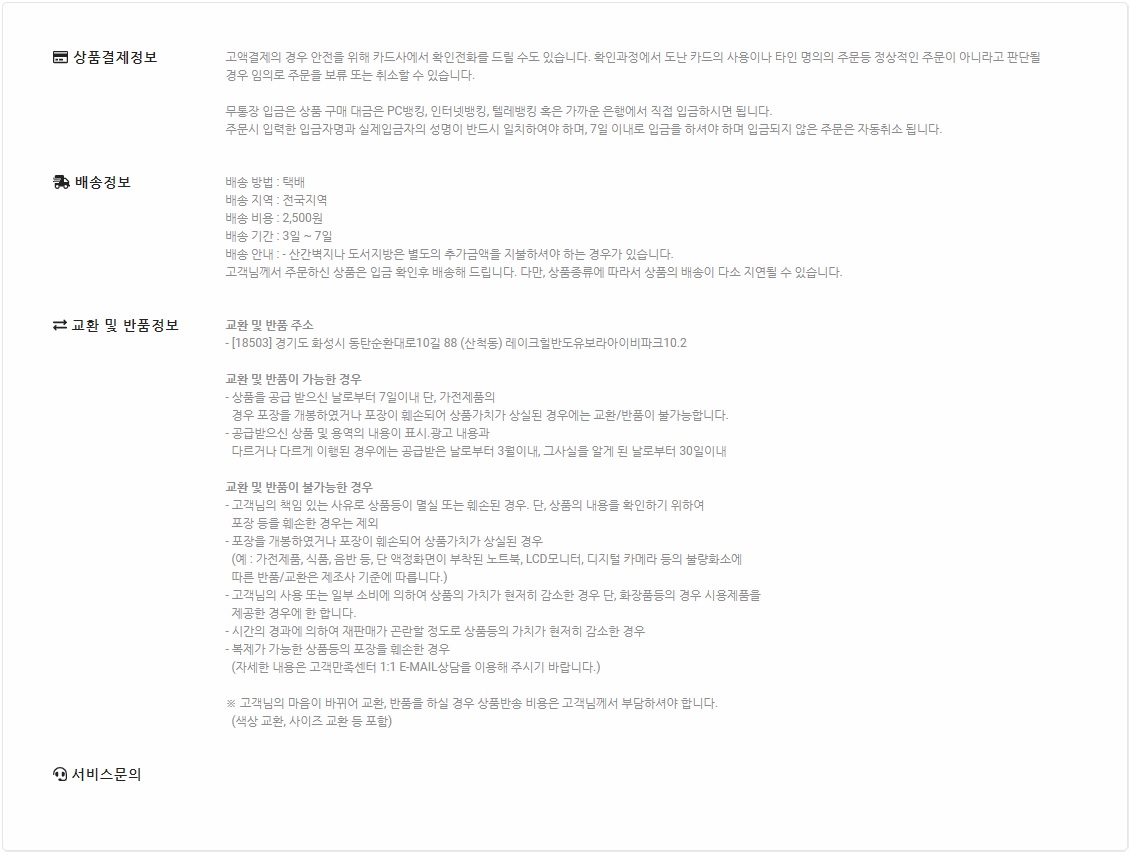 상품결제정보
고액결제의 경우 안전을 위해 카드사에서 확인전화를 드릴 수도 있습니다. 확인과정에서 도난 카드의 사용이나 타인 명의의 주문등 정상적인 주문이 아니라고 판단될
경우 임의로 주문을 보류 또는 취소할 수 있습니다.
무통장 입금은 상품 구매 대금은 PC뱅킹, 인터넷뱅킹, 텔레뱅킹 혹은 가까운 은행에서 직접 입금하시면 됩니다.
주문시 입력한 입금자명과 실제입금자의 성명이 반드시 일치하여야 하며, 7일 이내로 입금을 하셔야 하며 입금되지 않은 주문은 자동취소 됩니다.
배송정보
배송 방법 : 택배
배송 지역 : 전국지역
배송 비용 : 2,500원
배송 기간 : 3일 ~ 7일
배송 안내 : - 산간벽지나 도서지방은 별도의 추가금액을 지불하셔야 하는 경우가 있습니다.
고객님께서 주문하신 상품은 입금 확인후 배송해 드립니다. 다만, 상품종류에 따라서 상품의 배송이 다소 지연될 수 있습니다.
교환 및 반품정보
교환 및 반품 주소
- [18503] 경기도 화성시 동탄순환대로10길 88 (산척동) 레이크힐반도유보라아이비파크10.2
교환 및 반품이 가능한 경우
- 상품을 공급 받으신 날로부터 7일이내 단, 가전제품의
경우 포장을 개봉하였거나 포장이 훼손되어 상품가치가 상실된 경우에는 교환/반품이 불가능합니다.
- 공급받으신 상품 및 용역의 내용이 표시.광고 내용과
다르거나 다르게 이행된 경우에는 공급받은 날로부터 3월이내, 그사실을 알게 된 날로부터 30일이내
교환 및 반품이 불가능한 경우
- 고객님의 책임 있는 사유로 상품등이 멸실 또는 훼손된 경우. 단, 상품의 내용을 확인하기 위하여
포장 등을 훼손한 경우는 제외
- 포장을 개봉하였거나 포장이 훼손되어 상품가치가 상실된 경우
(예 : 가전제품, 식품, 음반 등, 단 액정화면이 부착된 노트북, LCD모니터, 디지털 카메라 등의 불량화소에
따른 반품/교환은 제조사 기준에 따릅니다.)
- 고객님의 사용 또는 일부 소비에 의하여 상품의 가치가 현저히 감소한 경우 단, 화장품등의 경우 시용제품을
제공한 경우에 한 합니다.
- 시간의 경과에 의하여 재판매가 곤란할 정도로 상품등의 가치가 현저히 감소한 경우
- 복제가 가능한 상품등의 포장을 훼손한 경우
(자세한 내용은 고객만족센터 1:1 E-MAIL상담을 이용해 주시기 바랍니다.)
※ 고객님의 마음이 바뀌어 교환, 반품을 하실 경우 상품반송 비용은 고객님께서 부담하셔야 합니다.
(색상 교환, 사이즈 교환 등 포함)
서비스문의